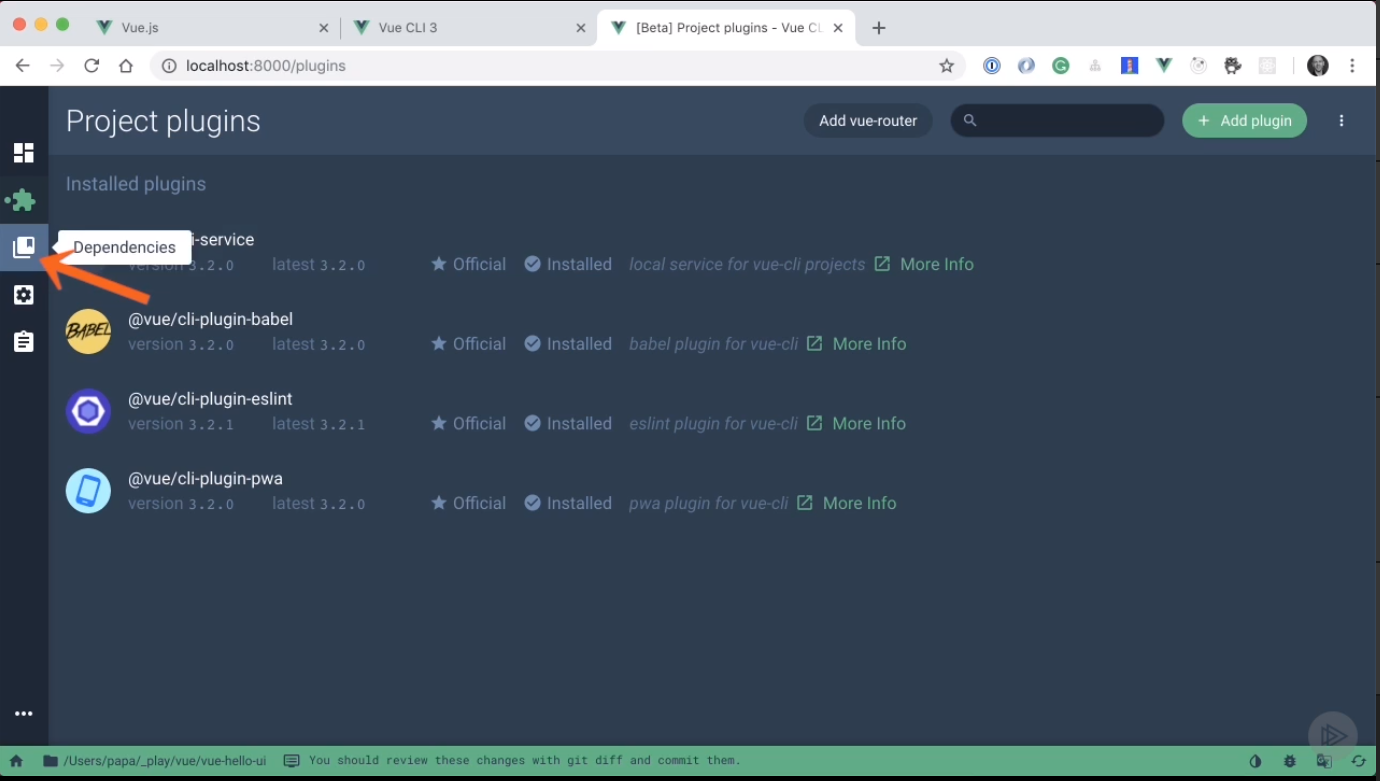 Vue.js
Vue CLI 3
[Beta] Project plugins - Vue CL
localhost:8000/plugins
Project plugins
Add vue-router
+ Add plugin
Installed plugins
i-service
Dependencies
version 3.2.0 latest 3.2.0 Official Installed local service for vue-cli projects More Info
BABEL
@vue/cli-plugin-babel
version 3.2.0 latest 3.2.0 Official Installed babel plugin for vue-cli More Info
@vue/cli-plugin-eslint
version 3.2.1 latest 3.2.1 Official Installed eslint plugin for vue-cli More Info
@vue/cli-plugin-pwa
version 3.2.0 latest 3.2.0 Official Installed pwa plugin for vue-cli More Info
/Users/papa/_play/vue/vue-hello-ui You should review these changes with git diff and commit them.